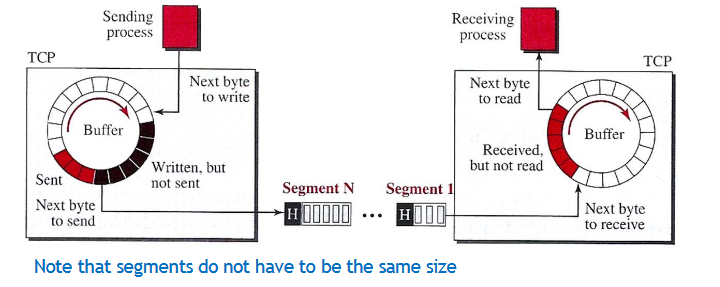 Sending
process
Receiving
process
TCP
TCP
Next byte
to write
Next byte
to read
Buffer
Buffer
Received,
but not read
Written, but
not sent
Sent
Segment N
Segment 1
Next byte
to send
H
...
H
Next byte
to receive
Note that segments do not have to be the same size